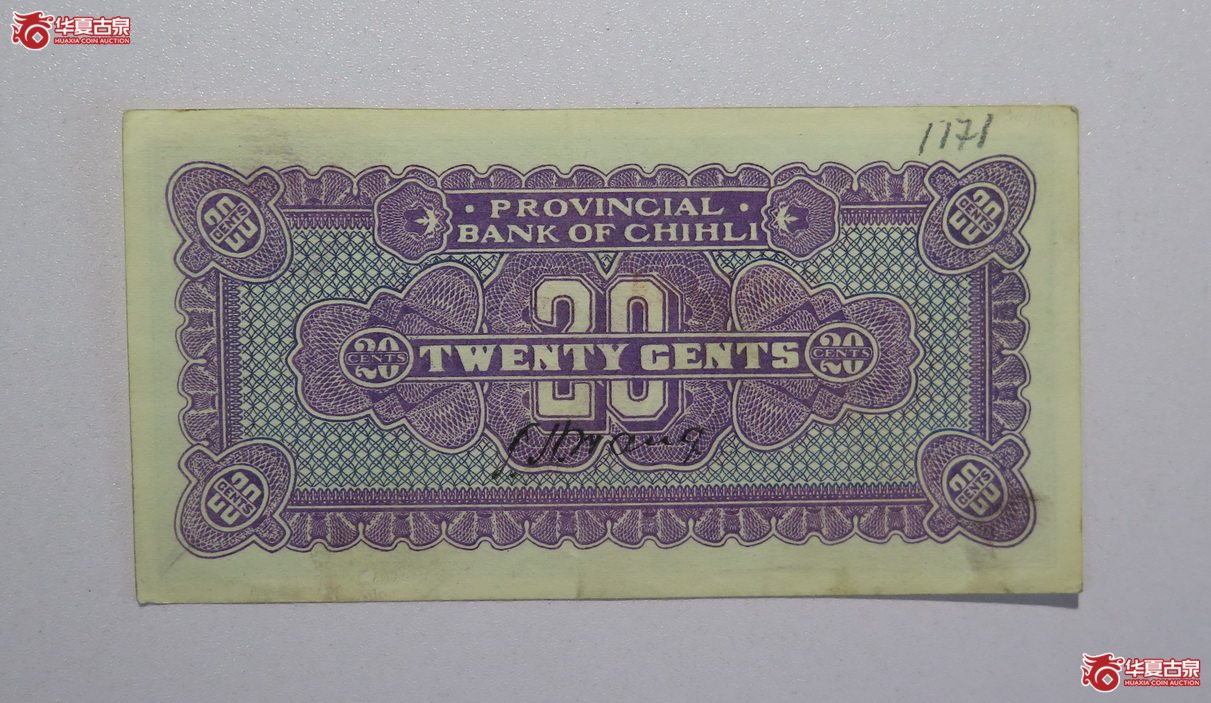 华夏古泉
HUAXIA COIN AUCTION
1171
20 CENTS
20 CENTS
· PROVINCIAL ·
BANK OF CHIHLI
20
20 CENTS
TWENTY CENTS
20 CENTS
S. H. Wang
20 CENTS
20 CENTS
华夏古泉
HUAXIA COIN AUCTION